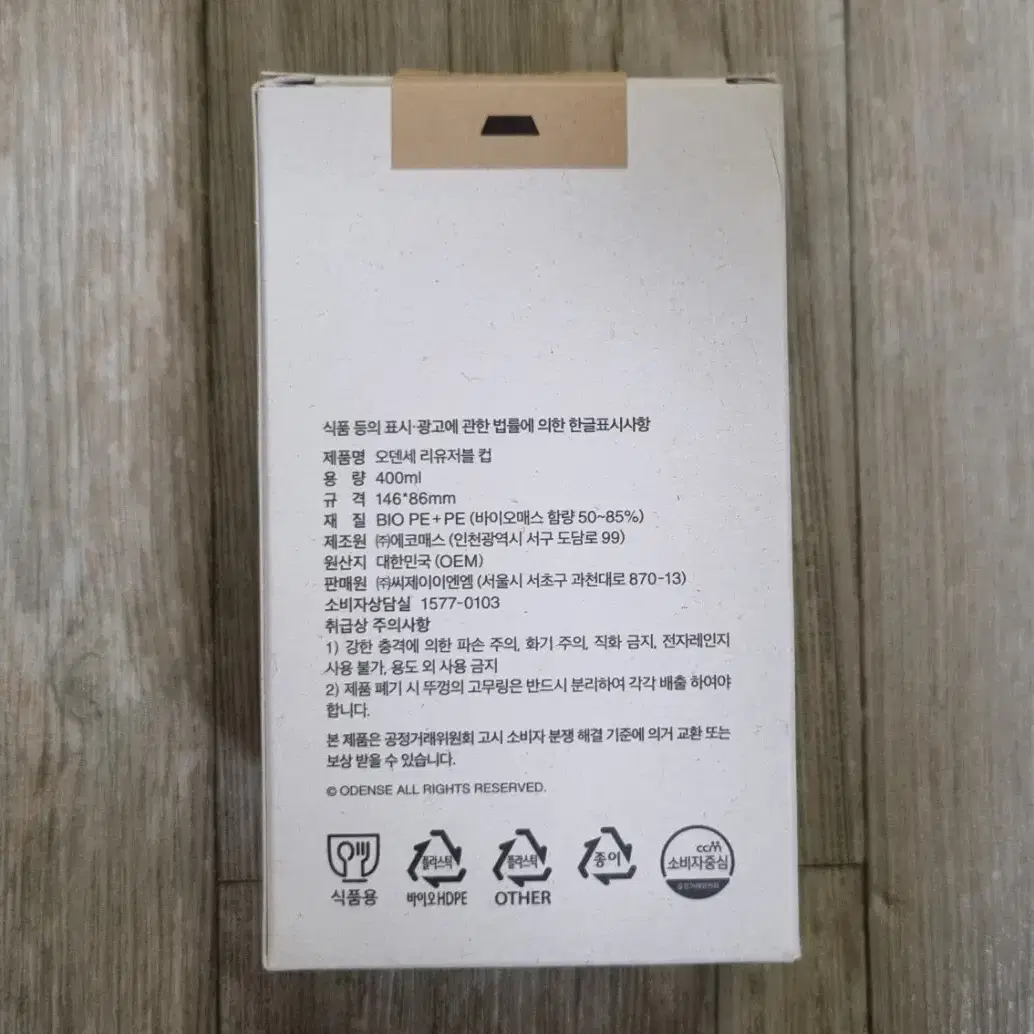 식품 등의 표시·광고에 관한 법률에 의한 한글표시사항
제품명 오덴세 리유저블 컵
용 량 400ml
규 격 146*86mm
재 질 BIO PE+PE (바이오매스 함량 50~85%)
제조원 ㈜에코매스 (인천광역시 서구 도담로 99)
원산지 대한민국 (OEM)
판매원 ㈜씨제이이엔엠 (서울시 서초구 과천대로 870-13)
소비자상담실 1577-0103
취급상 주의사항
1) 강한 충격에 의한 파손 주의, 화기 주의, 직화 금지, 전자레인지
사용 불가, 용도 외 사용 금지
2) 제품 폐기 시 뚜껑의 고무링은 반드시 분리하여 각각 배출 하여야
합니다.
본 제품은 공정거래위원회 고시 소비자 분쟁 해결 기준에 의거 교환 또는
보상 받을 수 있습니다.
© ODENSE ALL RIGHTS RESERVED.
플라스틱 플라스틱 종이 ccm
소비자중심
공정거래위원회
식품용 바이오HDPE OTHER